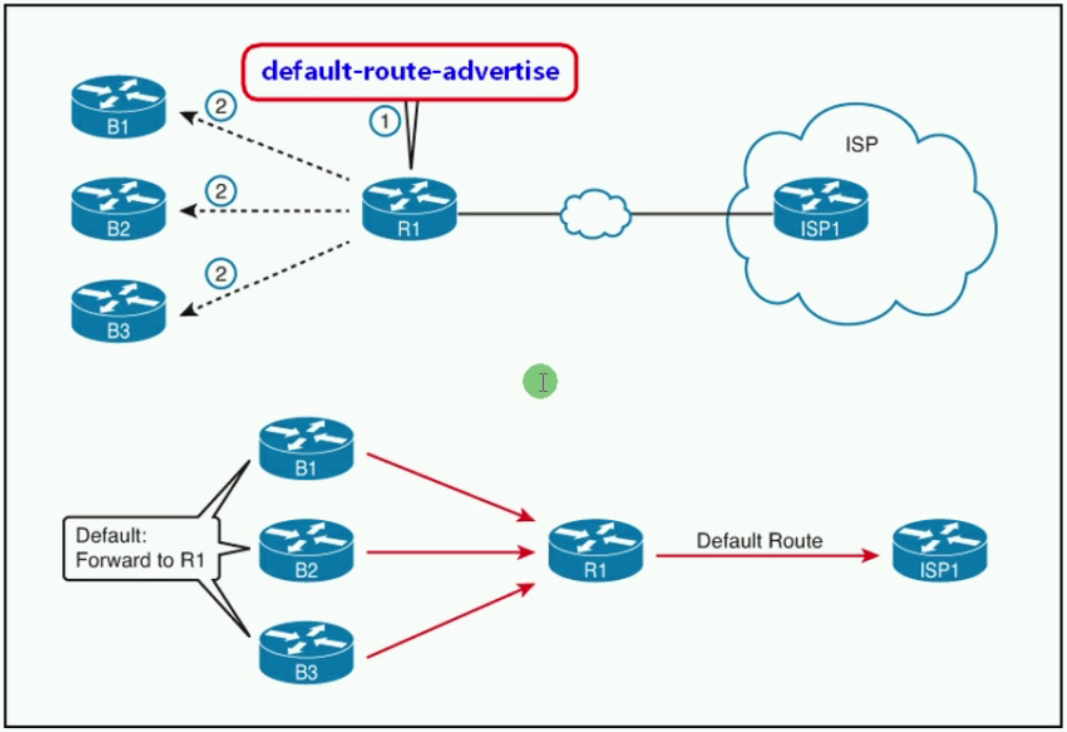 default-route-advertise
1
2
B1
2
B2
2
B3
R1
ISP
ISP1
B1
Default:
Forward to R1
B2
R1
Default Route
ISP1
B3